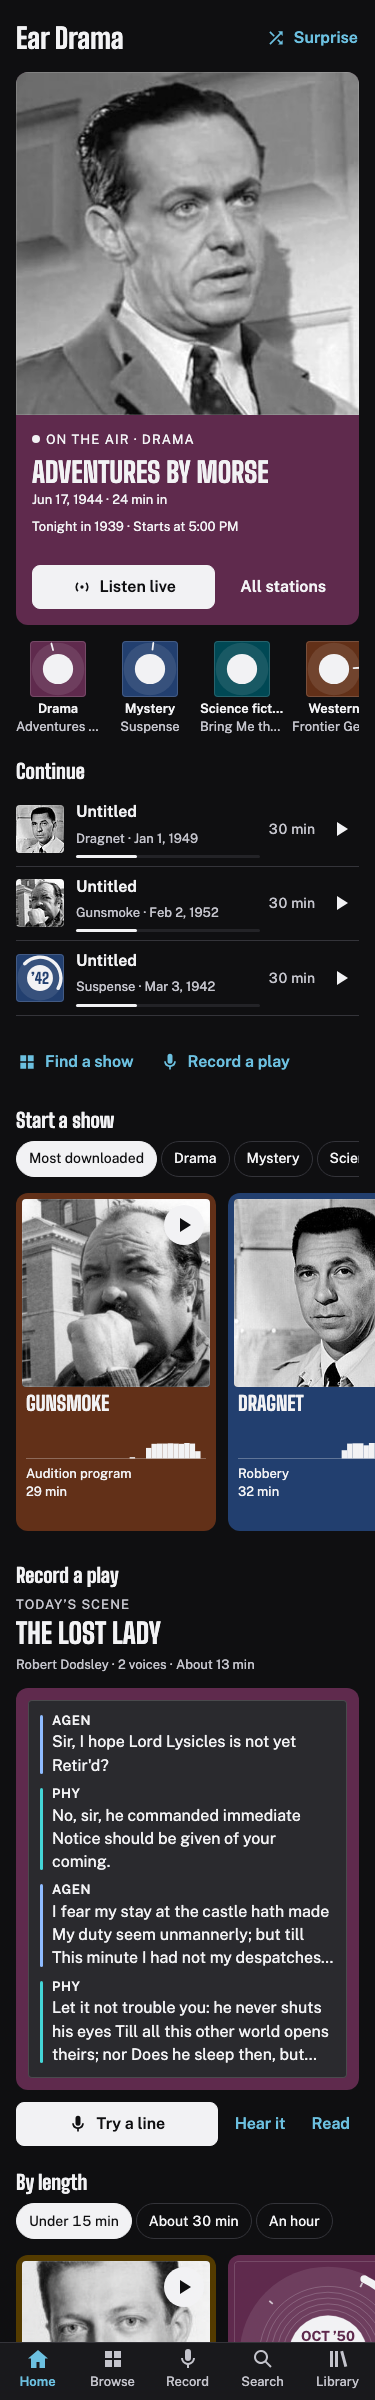 Ear Drama
Surprise
ON THE AIR · DRAMA
ADVENTURES BY MORSE
Jun 17, 1944 · 24 min in
Tonight in 1939 · Starts at 5:00 PM
Listen live
All stations
Drama
Mystery
Science fict...
Western
Adventures ...
Suspense
Bring Me th...
Frontier Ge
Continue
Untitled
Dragnet · Jan 1, 1949
30 min
Untitled
Gunsmoke · Feb 2, 1952
30 min
'42
Untitled
Suspense · Mar 3, 1942
30 min
Find a show
Record a play
Start a show
Most downloaded
Drama
Mystery
Scien
GUNSMOKE
Audition program
29 min
DRAGNET
Robbery
32 min
Record a play
TODAY'S SCENE
THE LOST LADY
Robert Dodsley · 2 voices · About 13 min
AGEN
Sir, I hope Lord Lysicles is not yet
Retir'd?
PHY
No, sir, he commanded immediate
Notice should be given of your
coming.
AGEN
I fear my stay at the castle hath made
My duty seem unmannerly; but till
This minute I had not my despatches...
PHY
Let it not trouble you: he never shuts
his eyes Till all this other world opens
theirs; nor Does he sleep then, but...
Try a line
Hear it
Read
By length
Under 15 min
About 30 min
An hour
OCT '50
Home
Browse
Record
Search
Library